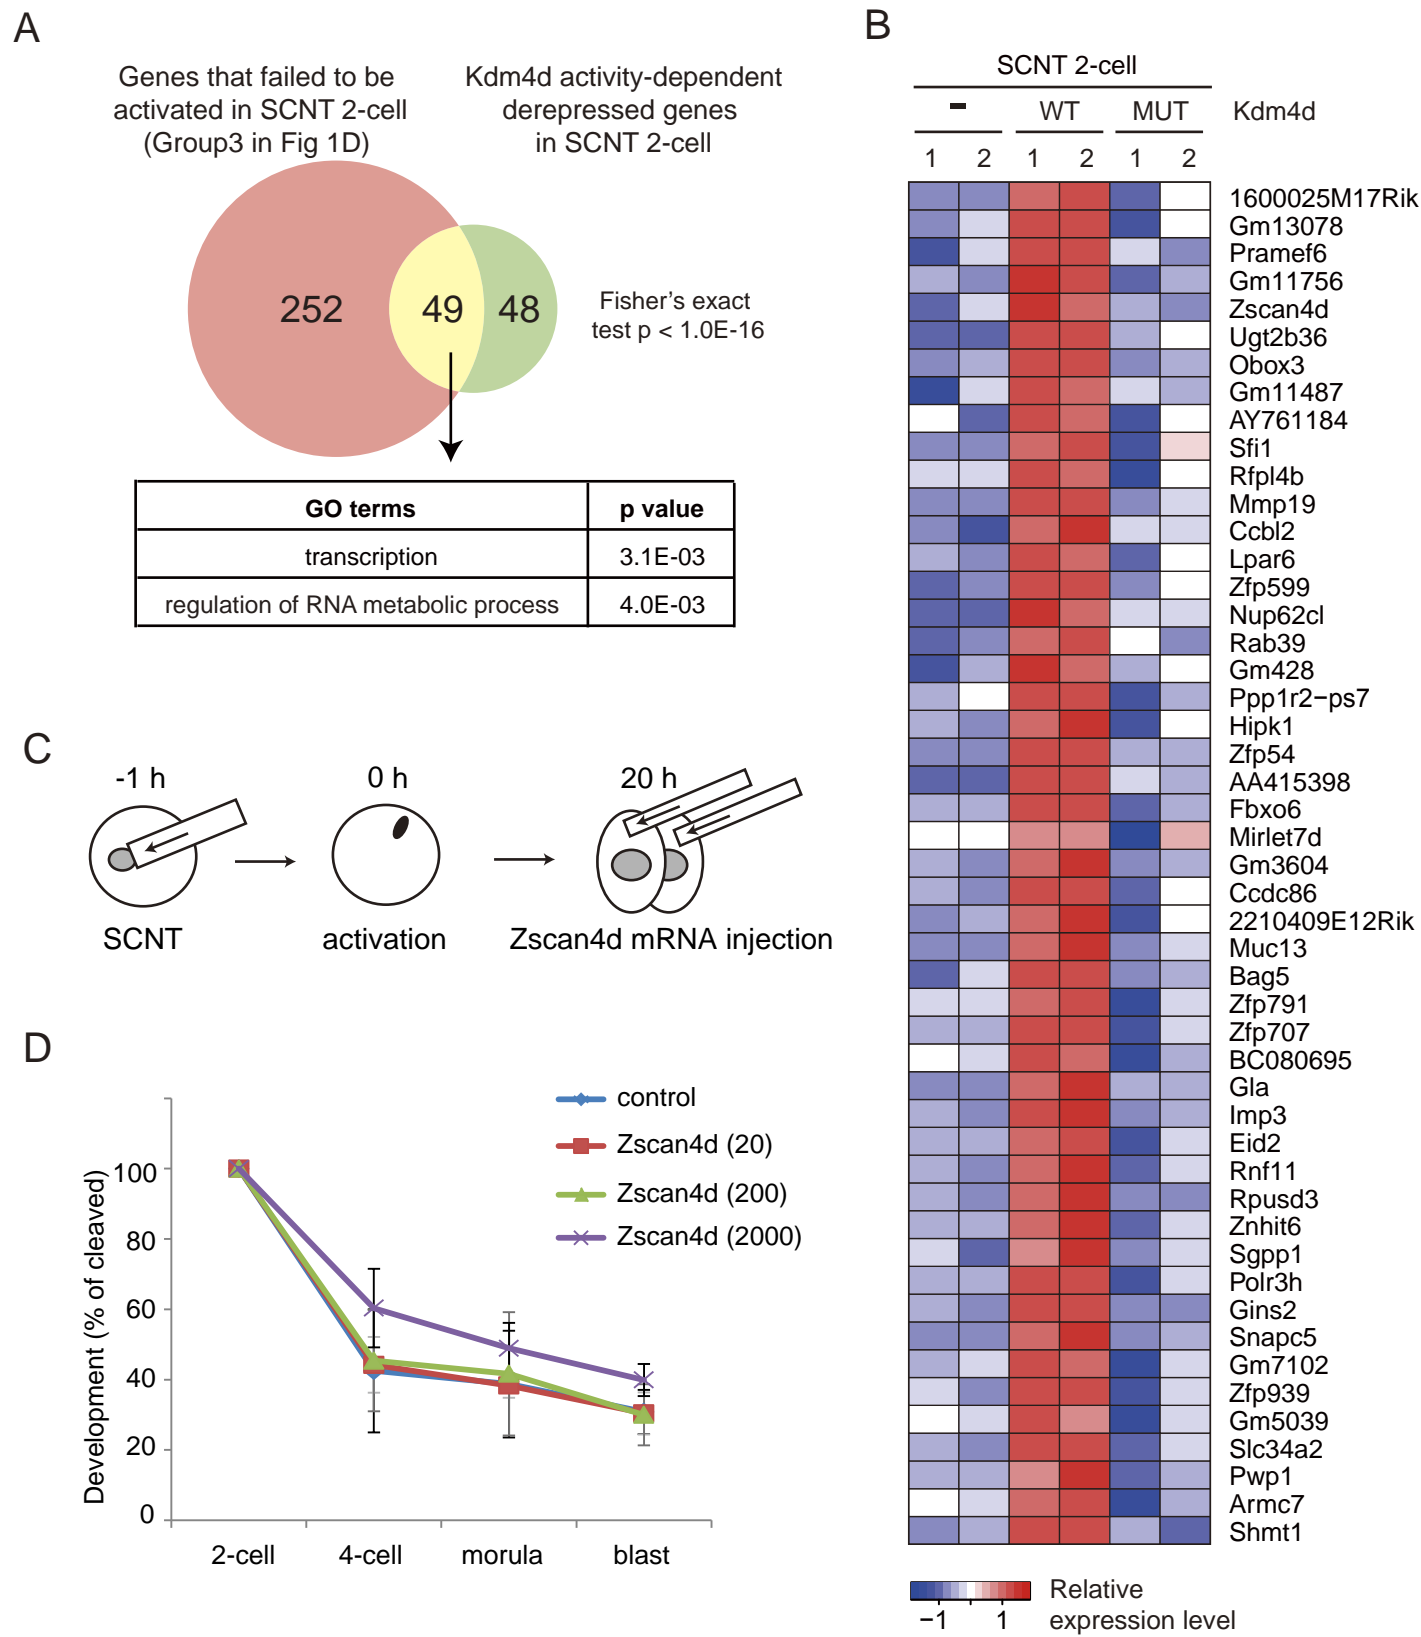 A
Genes that failed to be
activated in SCNT 2-cell
(Group3 in Fig 1D)
Kdm4d activity-dependent
derepressed genes
in SCNT 2-cell
252
49
48
Fisher's exact
test p < 1.0E-16
GO terms p value
transcription 3.1E-03
regulation of RNA metabolic process 4.0E-03
B
SCNT 2-cell
- WT MUT Kdm4d
1 2 1 2 1 2
1600025M17Rik
Gm13078
Pramef6
Gm11756
Zscan4d
Ugt2b36
Obox3
Gm11487
AY761184
Sfi1
Rfpl4b
Mmp19
Ccbl2
Lpar6
Zfp599
Nup62cl
Rab39
Gm428
Ppp1r2−ps7
Hipk1
Zfp54
AA415398
Fbxo6
Mirlet7d
Gm3604
Ccdc86
2210409E12Rik
Muc13
Bag5
Zfp791
Zfp707
BC080695
Gla
Imp3
Eid2
Rnf11
Rpusd3
Znhit6
Sgpp1
Polr3h
Gins2
Snapc5
Gm7102
Zfp939
Gm5039
Slc34a2
Pwp1
Armc7
Shmt1
−1 1
Relative
expression level
C
-1 h 0 h 20 h
SCNT activation Zscan4d mRNA injection
D
control
Zscan4d (20)
Zscan4d (200)
Zscan4d (2000)
Development (% of cleaved)
100
80
60
40
20
0
2-cell 4-cell morula blast